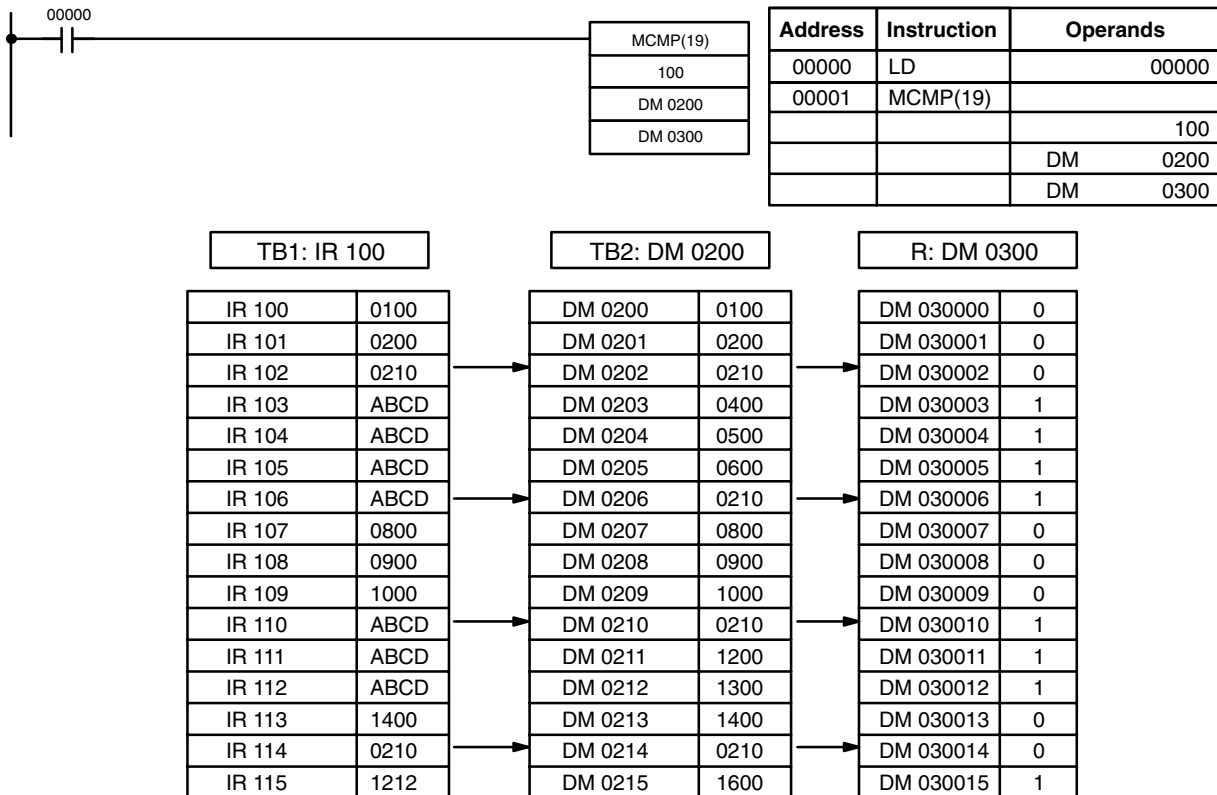 00000
MCMP(19)
100
DM 0200
DM 0300
Address Instruction Operands
00000 LD 00000
00001 MCMP(19)
100
DM 0200
DM 0300
TB1: IR 100 TB2: DM 0200 R: DM 0300
IR 100 0100 DM 0200 0100 DM 030000 0
IR 101 0200 DM 0201 0200 DM 030001 0
IR 102 0210 DM 0202 0210 DM 030002 0
IR 103 ABCD DM 0203 0400 DM 030003 1
IR 104 ABCD DM 0204 0500 DM 030004 1
IR 105 ABCD DM 0205 0600 DM 030005 1
IR 106 ABCD DM 0206 0210 DM 030006 1
IR 107 0800 DM 0207 0800 DM 030007 0
IR 108 0900 DM 0208 0900 DM 030008 0
IR 109 1000 DM 0209 1000 DM 030009 0
IR 110 ABCD DM 0210 0210 DM 030010 1
IR 111 ABCD DM 0211 1200 DM 030011 1
IR 112 ABCD DM 0212 1300 DM 030012 1
IR 113 1400 DM 0213 1400 DM 030013 0
IR 114 0210 DM 0214 0210 DM 030014 0
IR 115 1212 DM 0215 1600 DM 030015 1